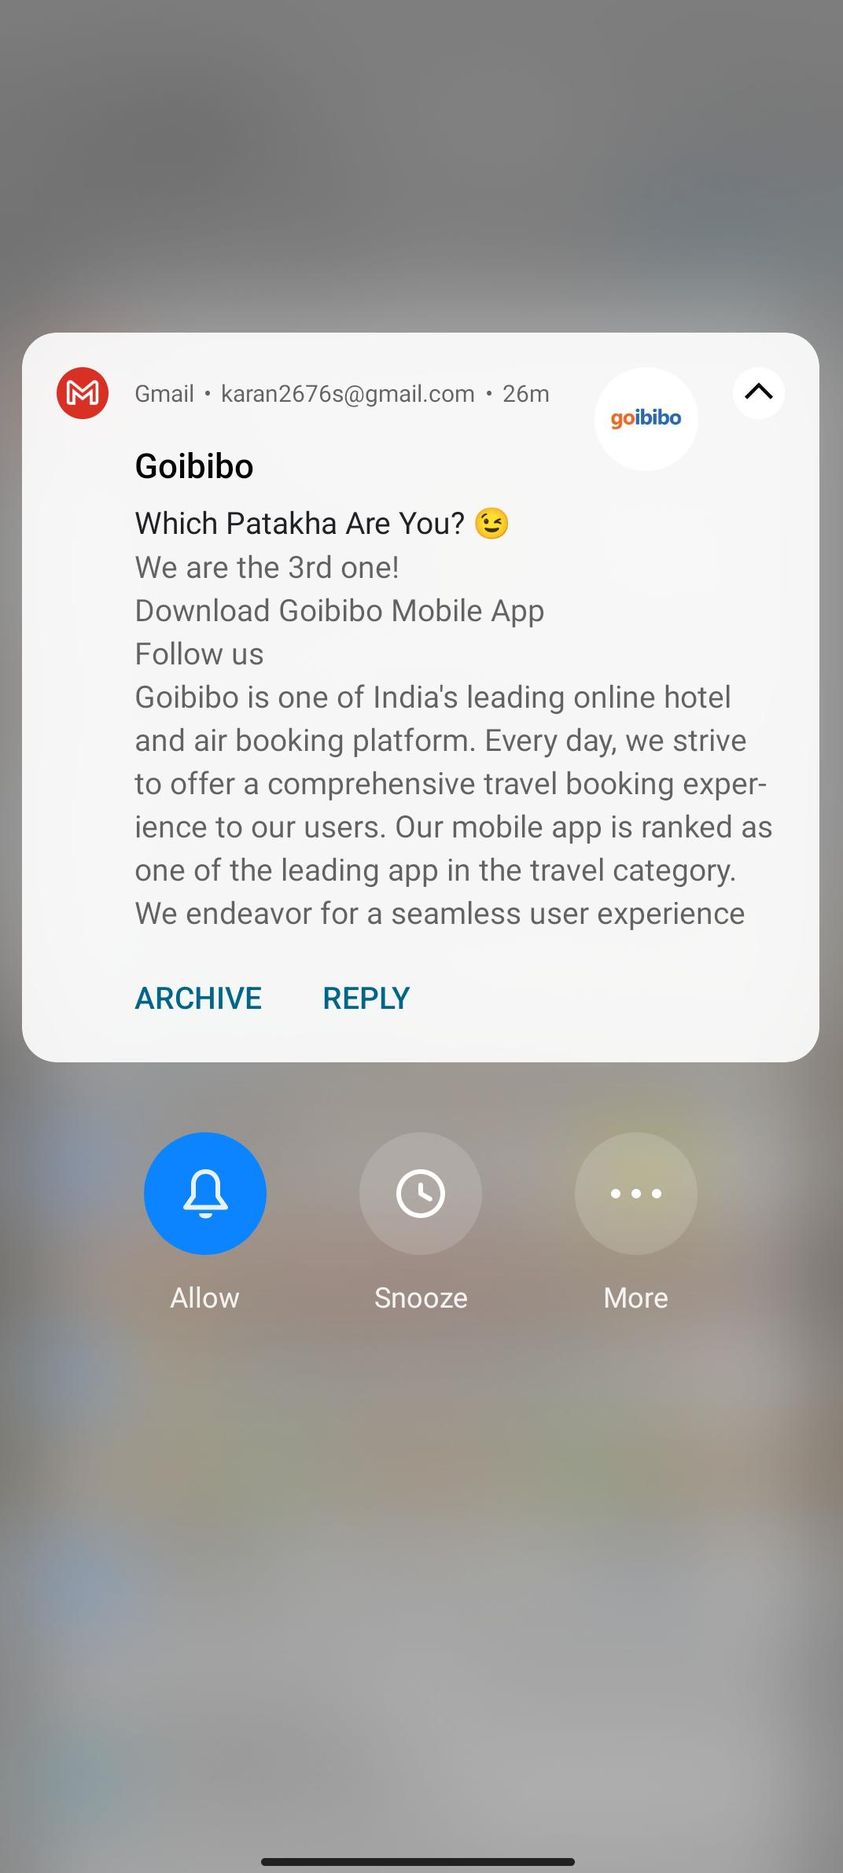 Gmail • karan2676s@gmail.com • 26m
goibibo
Goibibo
Which Patakha Are You? 😉
We are the 3rd one!
Download Goibibo Mobile App
Follow us
Goibibo is one of India's leading online hotel
and air booking platform. Every day, we strive
to offer a comprehensive travel booking exper-
ience to our users. Our mobile app is ranked as
one of the leading app in the travel category.
We endeavor for a seamless user experience
ARCHIVE REPLY
Allow Snooze More